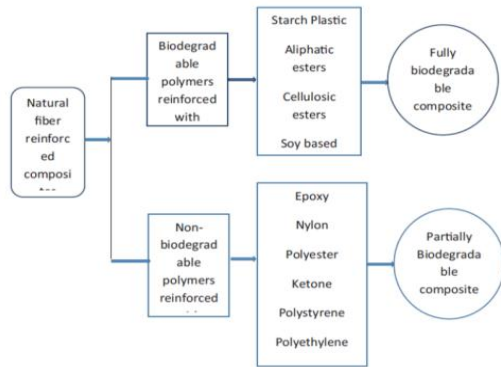 Natural
fiber
reinforc
ed
composi
Biodegrad
able
polymers
reinforced
with
Starch Plastic
Aliphatic
esters
Cellulosic
esters
Soy based
Fully
biodegrada
ble
composite
Non-
biodegrad
able
polymers
reinforced
Epoxy
Nylon
Polyester
Ketone
Polystyrene
Polyethylene
Partially
Biodegrada
ble
composite